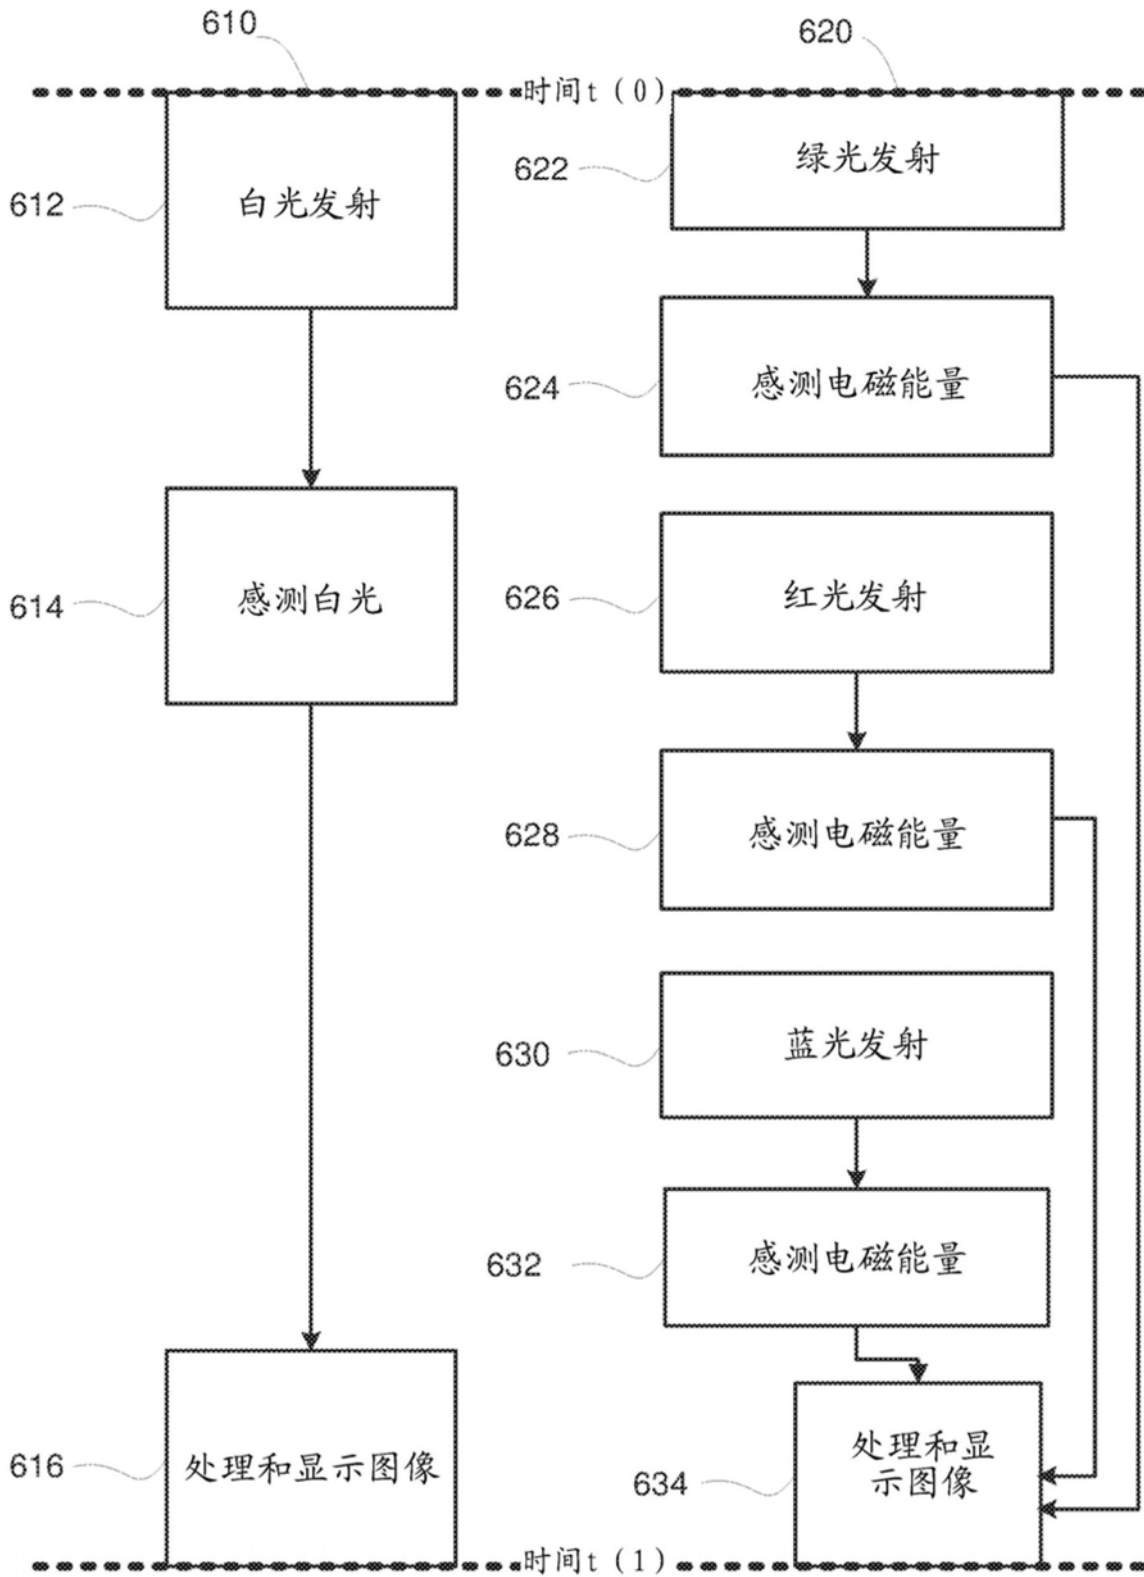 610
620
时间t（0）
612
白光发射
622
绿光发射
624
感测电磁能量
614
感测白光
626
红光发射
628
感测电磁能量
630
蓝光发射
632
感测电磁能量
616
处理和显示图像
634
处理和显
示图像
时间t（1）